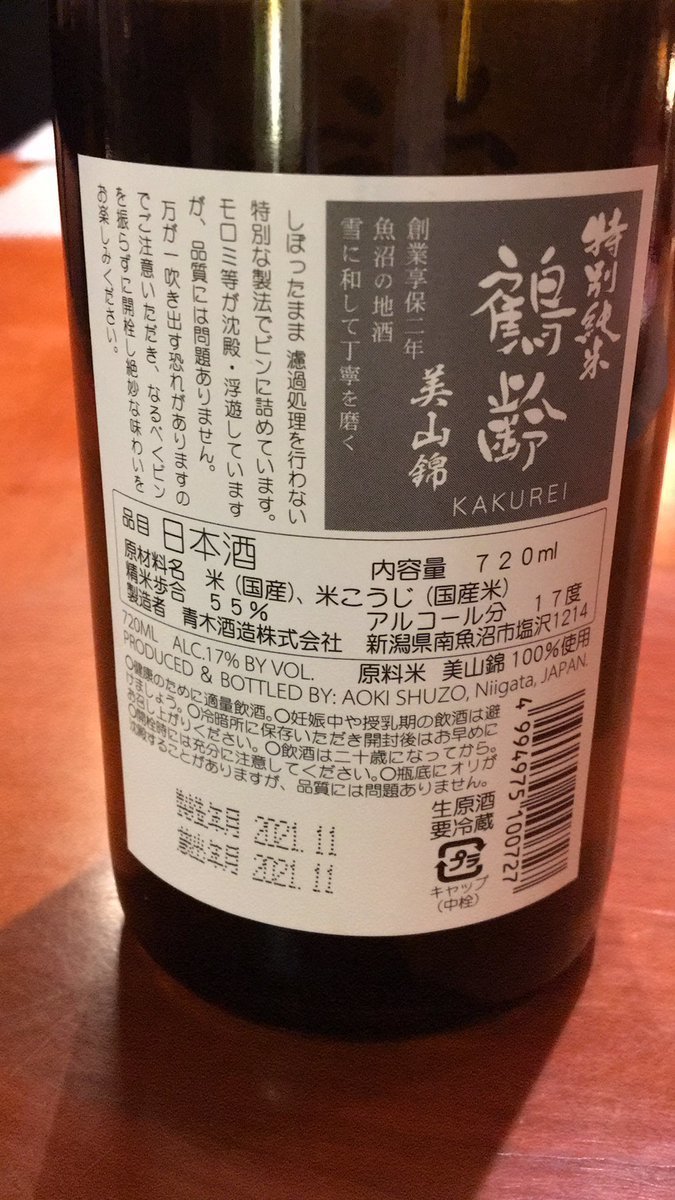 特別純米
鶴齢
美山錦
KAKUREI
創業享保二年
魚沼の地酒
雪に和して丁寧を磨く
しぼったまま 濾過処理を行わない
特別な製法でビンに詰めています。
モロミ等が沈殿・浮遊しています
が、品質には問題ありません。
万が一吹き出す恐れがありますの
でご注意いただき、なるべくビン
を振らずに開栓し絶妙な味わいを
お楽しみください。
品目 日本酒 内容量 720ml
原材料名 米(国産)、米こうじ(国産米)
精米歩合 55% アルコール分 17度
製造者 青木酒造株式会社 新潟県南魚沼市塩沢1214
720ML ALC.17% BY VOL. 原料米 美山錦100%使用
PRODUCED & BOTTLED BY: AOKI SHUZO, Niigata, JAPAN.
○健康のために適量飲酒。○妊娠中や授乳期の飲酒は避
けましょう。○冷暗所に保存いただき開封後はお早めに
お召し上がりください。○飲酒は二十歳になってから。
○開栓時には充分に注意してください。○瓶底にオリが
沈殿することがありますが、品質には問題ありません。
製造年月 2021.11
蔵出年月 2021.11
生原酒
要冷蔵
プラ
キャップ
(中栓)
4 994975 100727